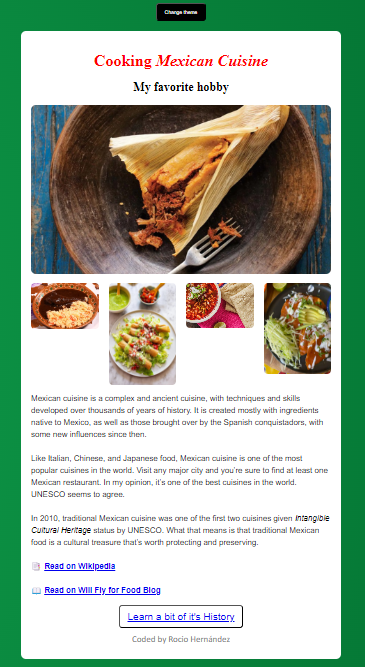 Change theme
Cooking Mexican Cuisine
My favorite hobby
Mexican cuisine is a complex and ancient cuisine, with techniques and skills
developed over thousands of years of history. It is created mostly with ingredients
native to Mexico, as well as those brought over by the Spanish conquistadors, with
some new influences since then.
Like Italian, Chinese, and Japanese food, Mexican cuisine is one of the most
popular cuisines in the world. Visit any major city and you're sure to find at least one
Mexican restaurant. In my opinion, it's one of the best cuisines in the world.
UNESCO seems to agree.
In 2010, traditional Mexican cuisine was one of the first two cuisines given Intangible
Cultural Heritage status by UNESCO. What that means is that traditional Mexican
food is a cultural treasure that's worth protecting and preserving.
Read on Wikipedia
Read on Will Fly for Food Blog
Learn a bit of it's History
Coded by Rocío Hernández